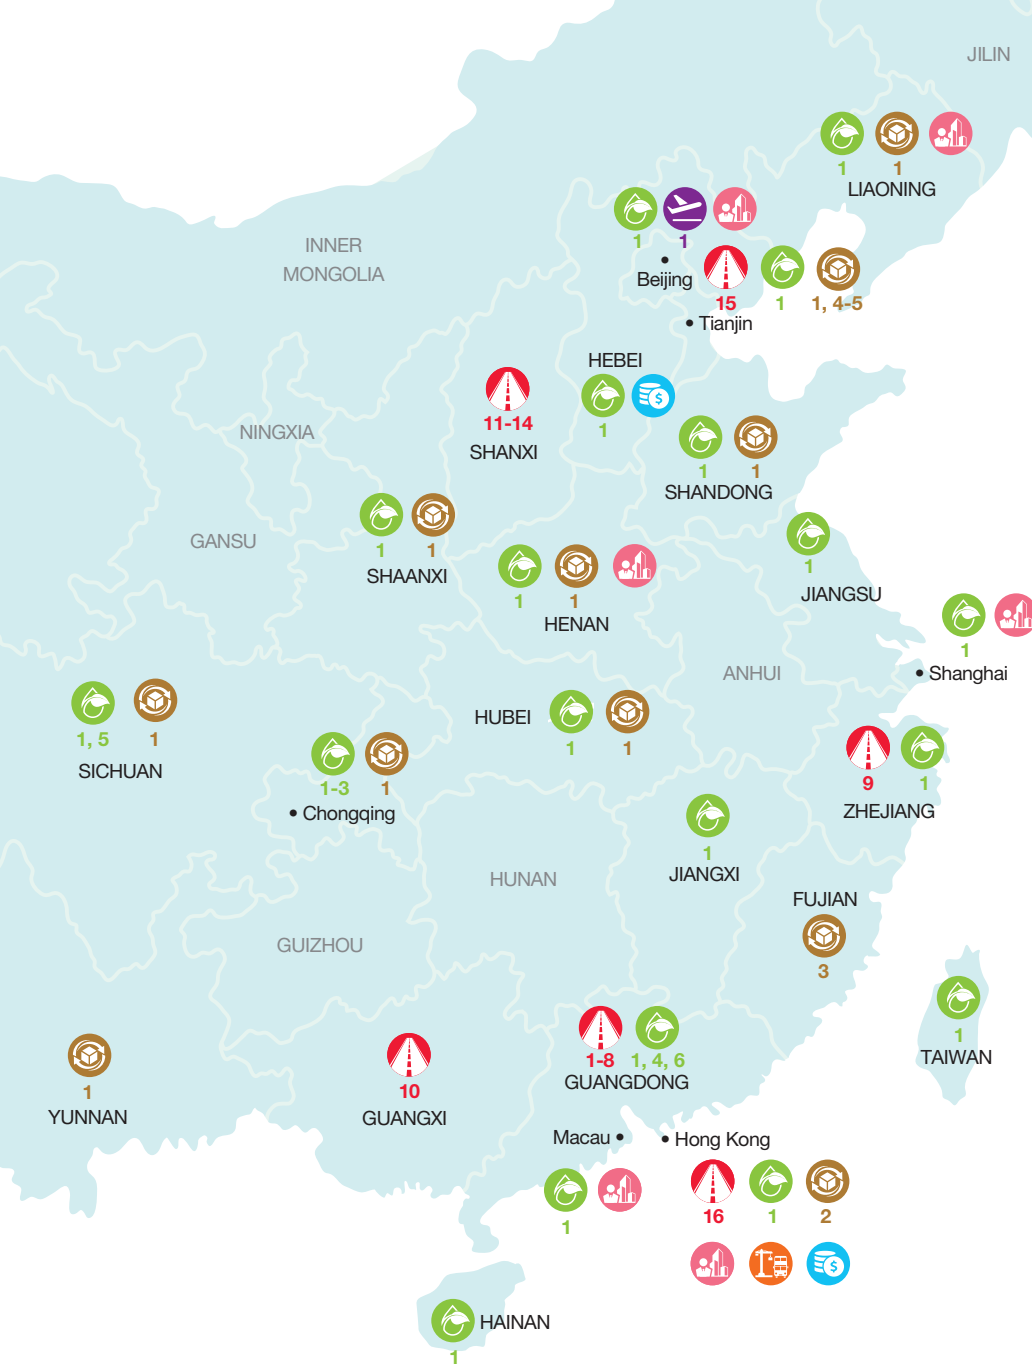 JILIN
1 1
LIAONING
1 1
Beijing
INNER
MONGOLIA
15 1 1, 4-5
Tianjin
HEBEI
1
11-14
SHANXI
NINGXIA
1 1
SHANDONG
GANSU
1 1
SHAANXI
1
JIANGSU
1 1
HENAN
1
Shanghai
ANHUI
1, 5 1
SICHUAN
HUBEI
1 1
1-3 1
Chongqing
9 1
ZHEJIANG
1
JIANGXI
HUNAN
FUJIAN
3
GUIZHOU
1
TAIWAN
1
YUNNAN
10
GUANGXI
1-8 1, 4, 6
GUANGDONG
Macau
Hong Kong
1
16 1 2
HAINAN
1